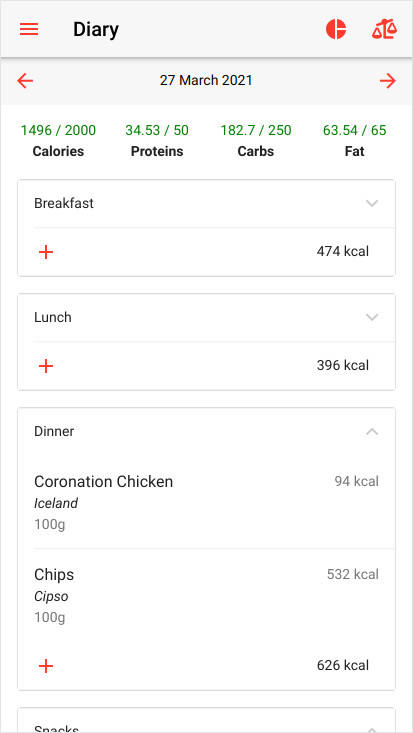 Diary
27 March 2021
1496 / 2000 34.53 / 50 182.7 / 250 63.54 / 65
Calories Proteins Carbs Fat
Breakfast
474 kcal
Lunch
396 kcal
Dinner
Coronation Chicken 94 kcal
Iceland
100g
Chips 532 kcal
Cipso
100g
626 kcal
Snacks